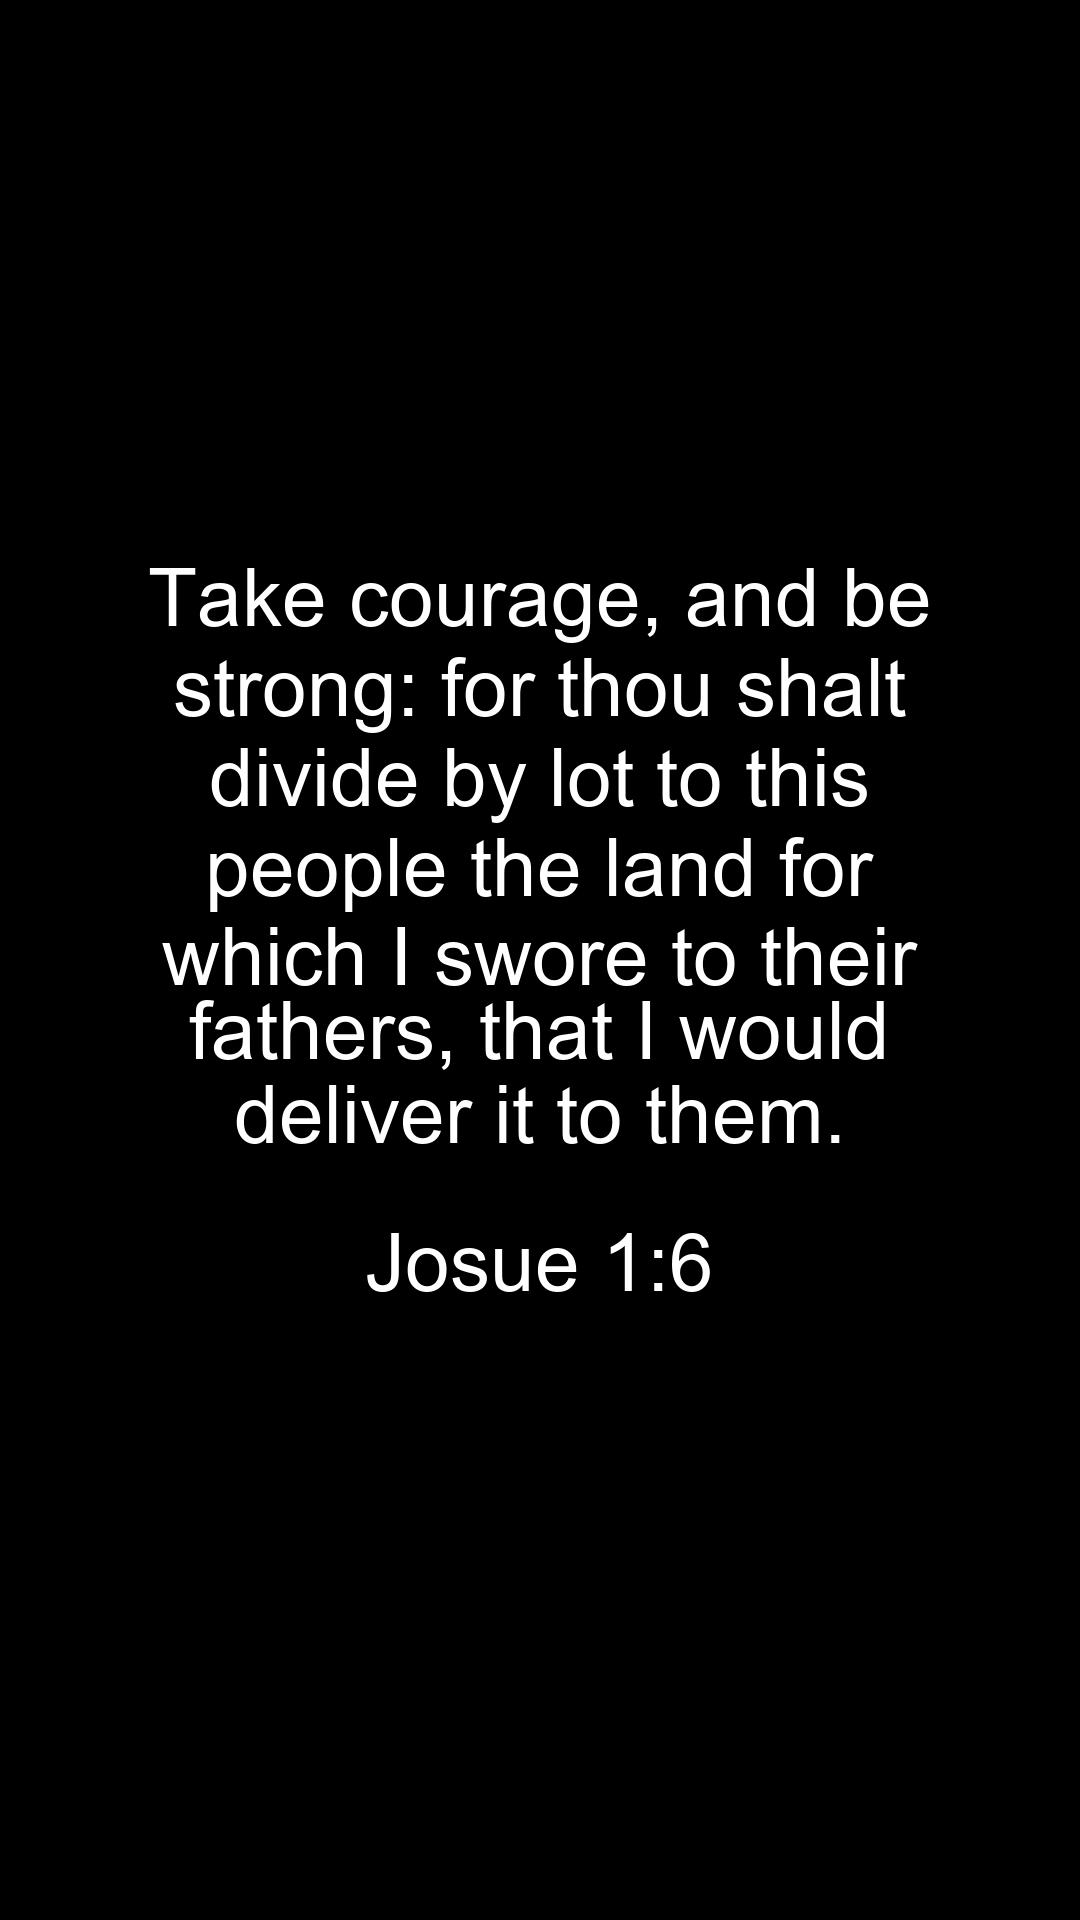 Take courage, and be
strong: for thou shalt
divide by lot to this
people the land for
which I swore to their
fathers, that I would
deliver it to them.
Josue 1:6